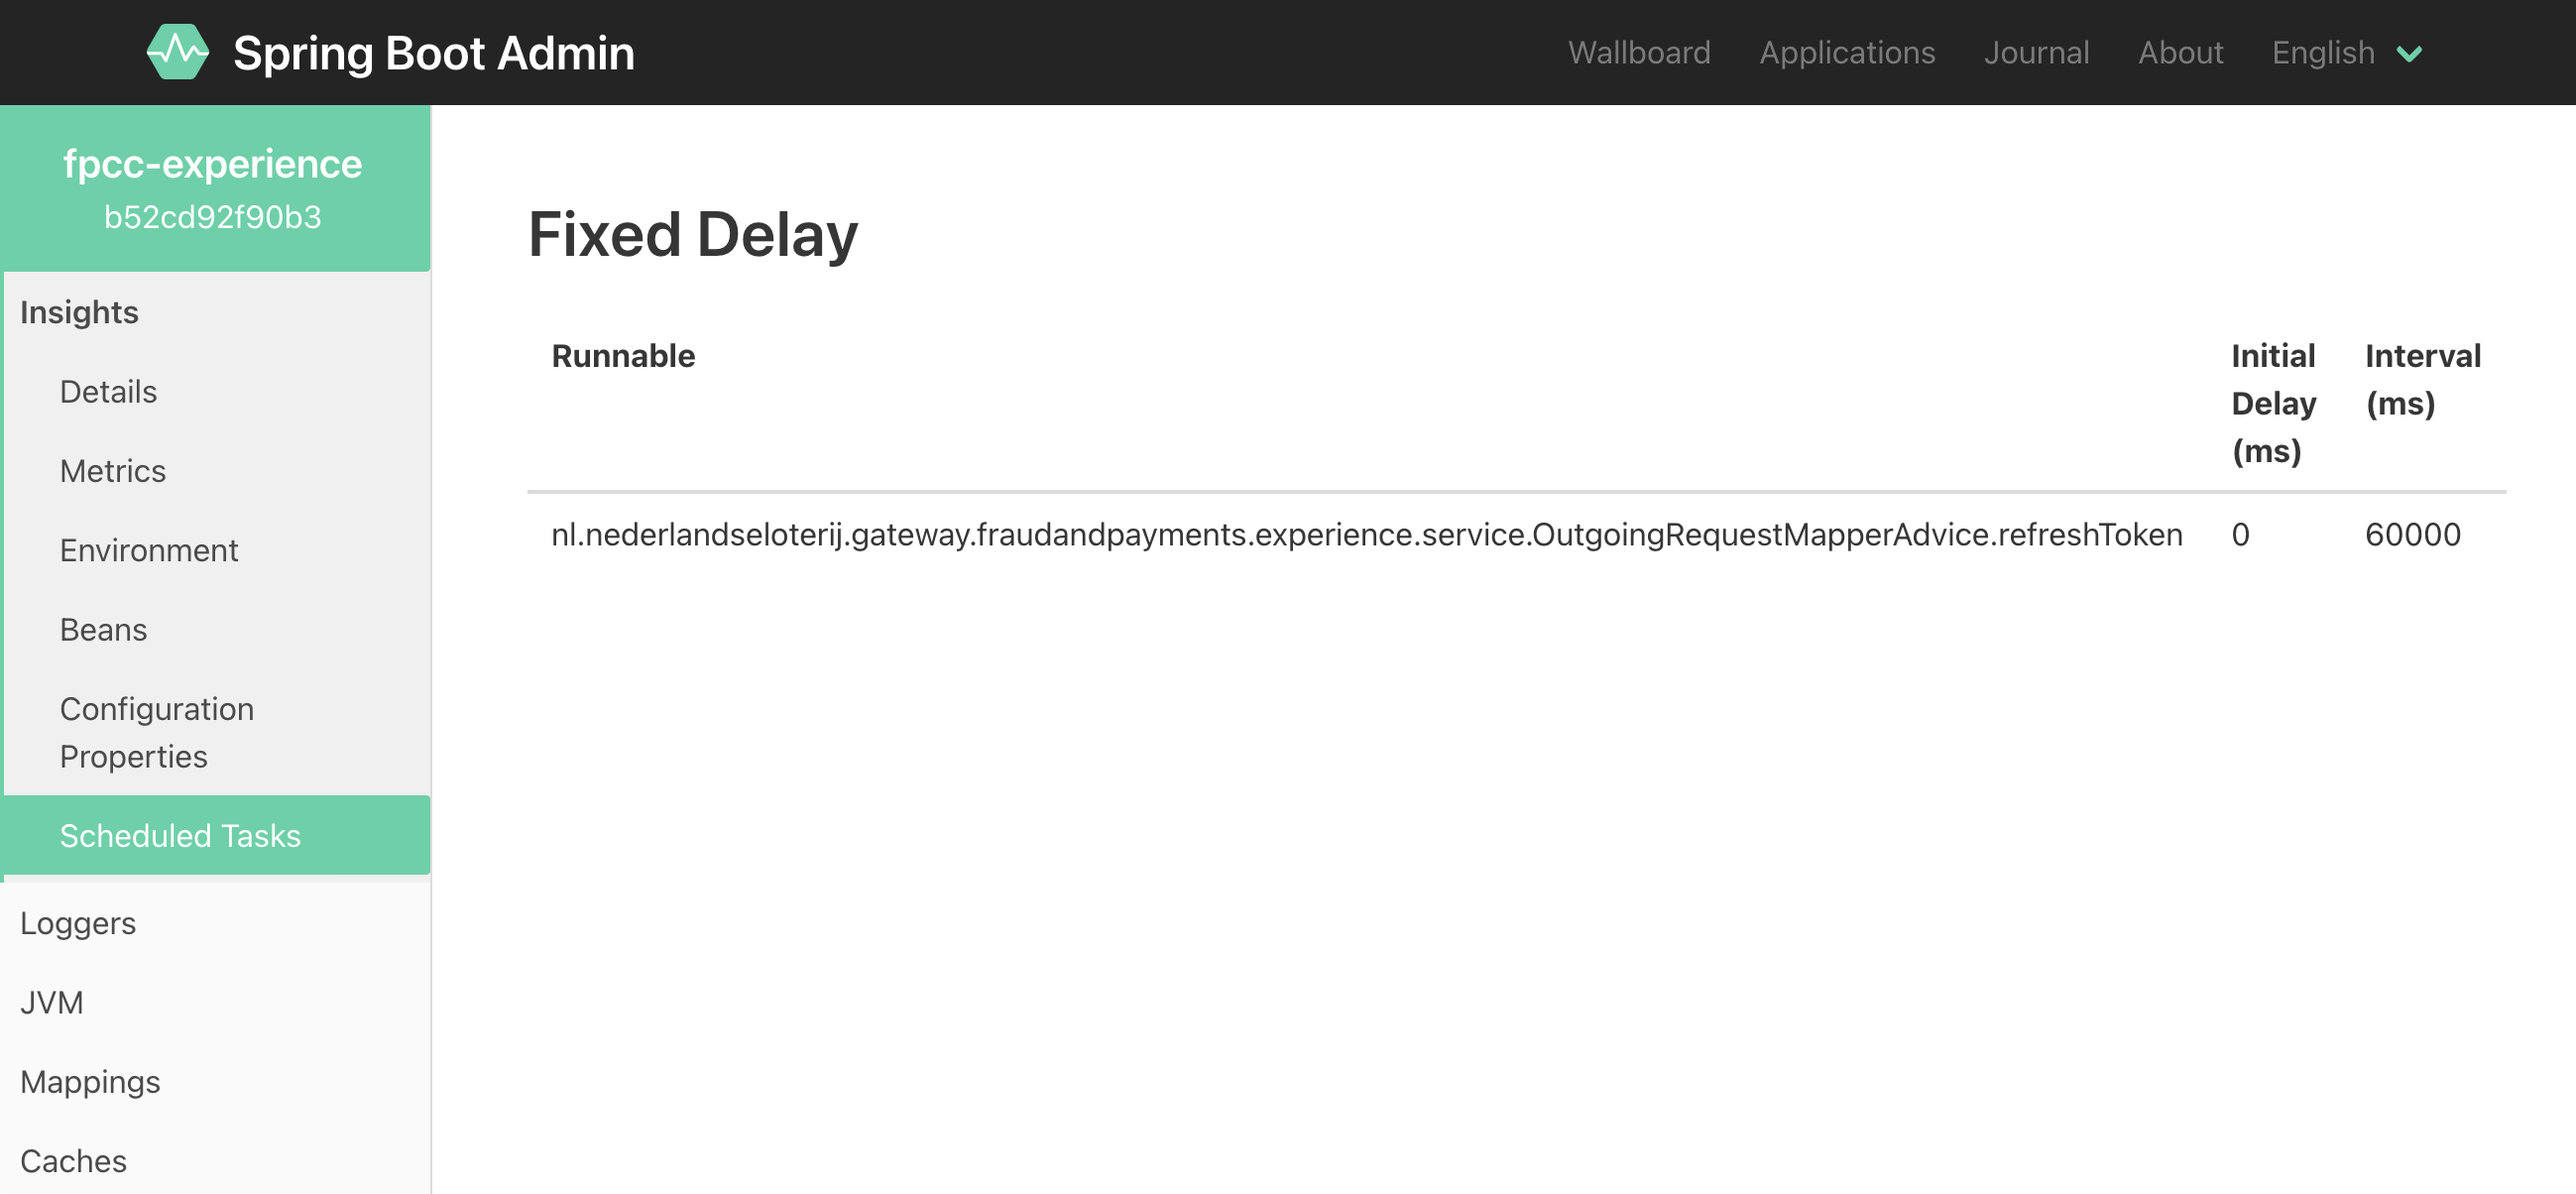 Spring Boot Admin
Wallboard Applications Journal About English
fpcc-experience
b52cd92f90b3
Insights
Details
Metrics
Environment
Beans
Configuration
Properties
Scheduled Tasks
Loggers
JVM
Mappings
Caches
Fixed Delay
Runnable
Initial
Delay
(ms)
Interval
(ms)
nl.nederlandseloterij.gateway.fraudandpayments.experience.service.OutgoingRequestMapperAdvice.refreshToken 0 60000